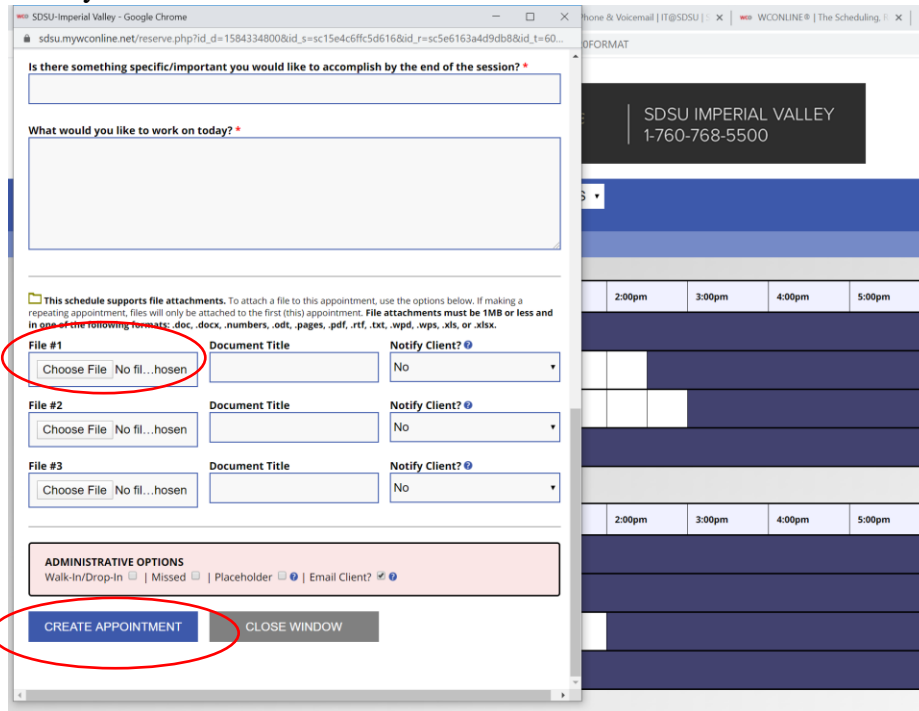 SDSU-Imperial Valley - Google Chrome
sdsu.mywconline.net/reserve.php?id_d=1584334800&id_s=sc15e4c6ffc5d616&id_r=sc5e6163a4d9db8&id_t=60...
Phone & Voicemail | IT@SDSU |
WCONLINE® | The Scheduling,
0FORMAT
Is there something specific/important you would like to accomplish by the end of the session? *
What would you like to work on today? *
SDSU IMPERIAL VALLEY
1-760-768-5500
This schedule supports file attachments. To attach a file to this appointment, use the options below. If making a
repeating appointment, files will only be attached to the first (this) appointment. File attachments must be 1MB or less and
in one of the following formats: .doc, .docx, .numbers, .odt, .pages, .pdf, .rtf, .txt, .wpd, .wps, .xls, or .xlsx.
File #1 Document Title Notify Client?
Choose File No fil...hosen No
File #2 Document Title Notify Client?
Choose File No fil...hosen No
File #3 Document Title Notify Client?
Choose File No fil...hosen No
ADMINISTRATIVE OPTIONS
Walk-In/Drop-In | Missed | Placeholder | Email Client?
CREATE APPOINTMENT CLOSE WINDOW
2:00pm 3:00pm 4:00pm 5:00pm
2:00pm 3:00pm 4:00pm 5:00pm